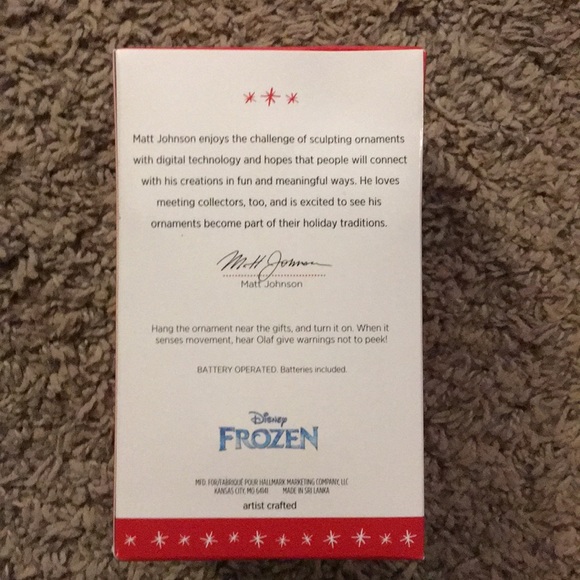 Matt Johnson enjoys the challenge of sculpting ornaments
with digital technology and hopes that people will connect
with his creations in fun and meaningful ways. He loves
meeting collectors, too, and is excited to see his
ornaments become part of their holiday traditions.
Matt Johnson
Matt Johnson
Hang the ornament near the gifts, and turn it on. When it
senses movement, hear Olaf give warnings not to peek!
BATTERY OPERATED. Batteries included.
Disney
FROZEN
MFD. FOR/FABRIQUÉ POUR HALLMARK MARKETING COMPANY, LLC
KANSAS CITY, MO 64141 MADE IN SRI LANKA
artist crafted